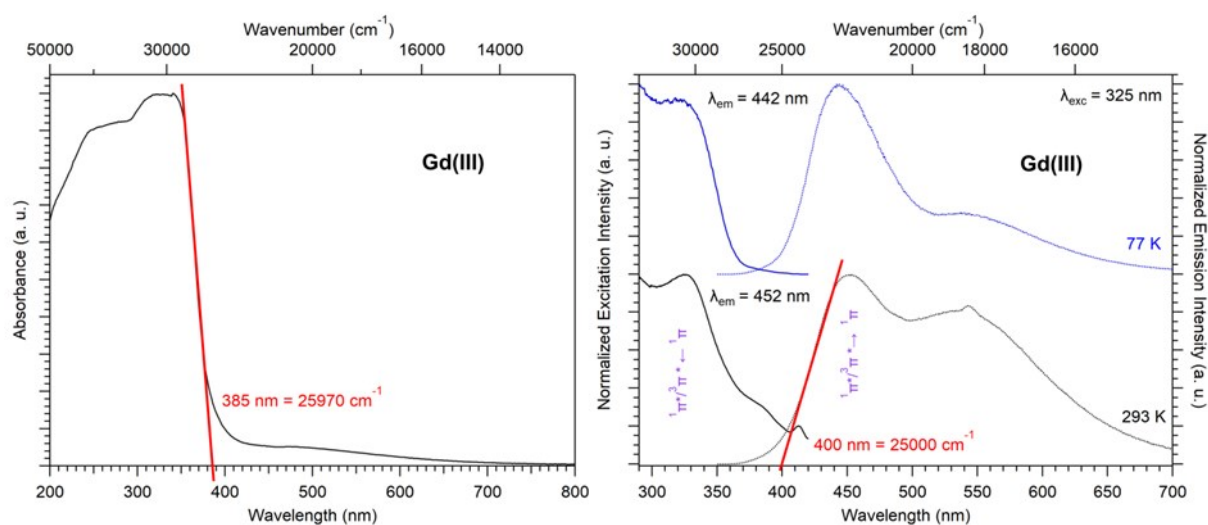 Wavenumber (cm⁻¹)
50000 30000 20000 16000 14000
Absorbance (a. u.)
Gd(III)
385 nm = 25970 cm⁻¹
200 300 400 500 600 700 800
Wavelength (nm)
Wavenumber (cm⁻¹)
30000 24000 20000 18000 16000
Normalized Excitation Intensity (a. u.)
λem = 442 nm
λexc = 325 nm
Gd(III)
77 K
λem = 452 nm
¹π*/³π* ← ¹π
¹π*/³π* → ¹π
293 K
400 nm = 25000 cm⁻¹
Normalized Emission Intensity (a. u.)
300 350 400 450 500 550 600 650 700
Wavelength (nm)